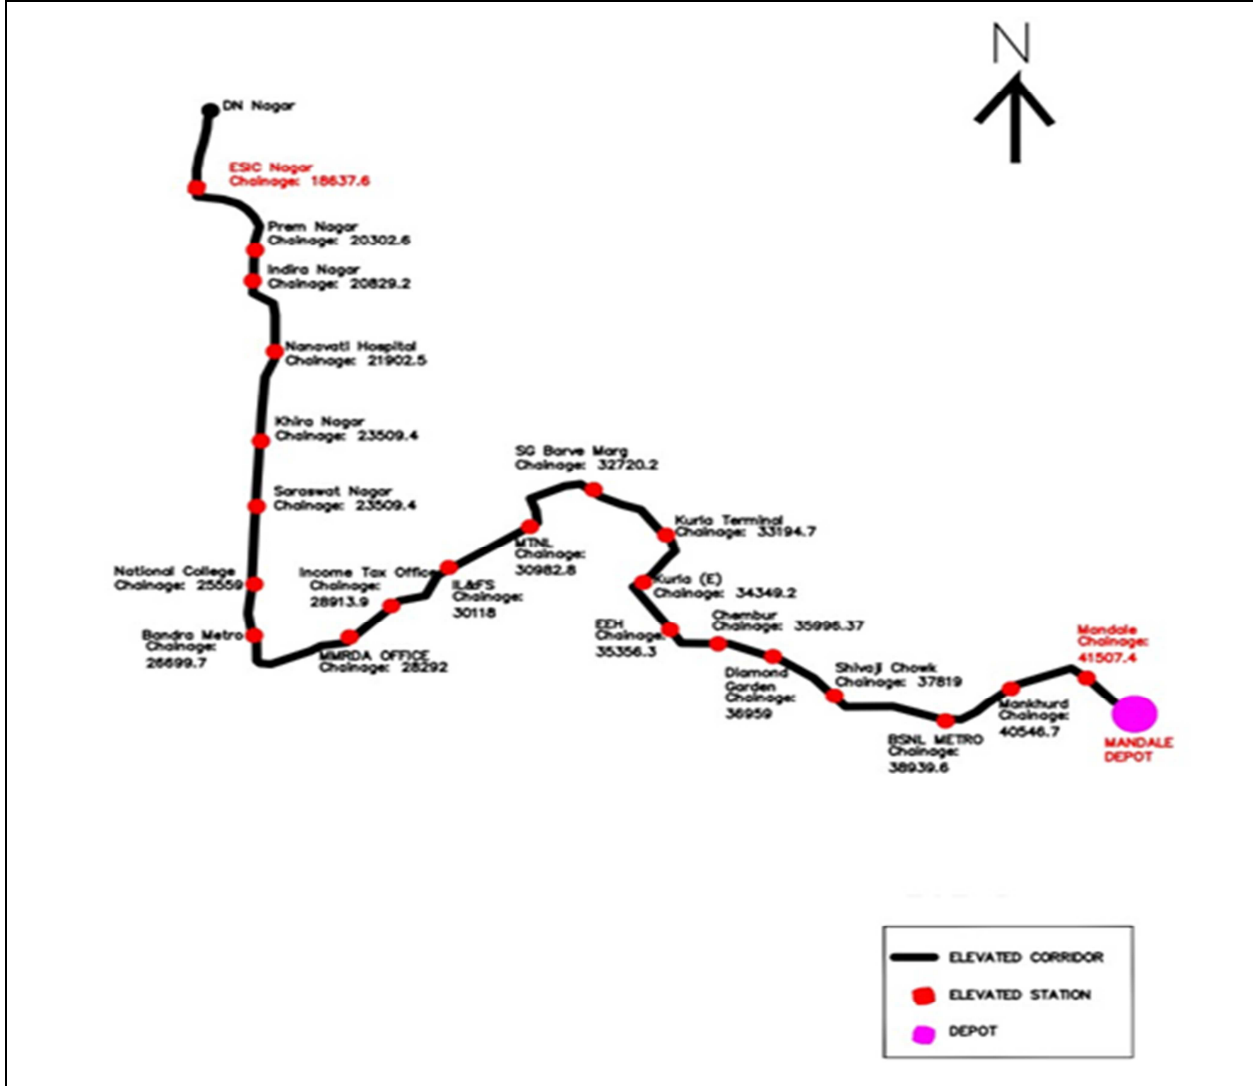 N
DN Nagar
ESIC Nagar
Chainage: 18637.6
Prem Nagar
Chainage: 20302.6
Indira Nagar
Chainage: 20829.2
Nanavati Hospital
Chainage: 21902.5
Khira Nagar
Chainage: 23509.4
Saraswat Nagar
Chainage: 23509.4
National College
Chainage: 25559
Bandra Metro
Chainage:
26699.7
MMRDA OFFICE
Chainage: 28292
Income Tax Office
Chainage:
28913.9
IL&FS
Chainage:
30118
MTNL
Chainage:
30982.8
SG Barve Marg
Chainage: 32720.2
Kurla Terminal
Chainage: 33194.7
Kurla (E)
Chainage: 34349.2
EEH
Chainage:
35356.3
Chembur
Chainage: 35996.37
Diamond
Garden
Chainage:
36959
Shivaji Chowk
Chainage: 37819
BSNL METRO
Chainage:
38939.6
Mankhurd
Chainage:
40546.7
Mandale
Chainage:
41507.4
MANDALE
DEPOT
ELEVATED CORRIDOR
ELEVATED STATION
DEPOT